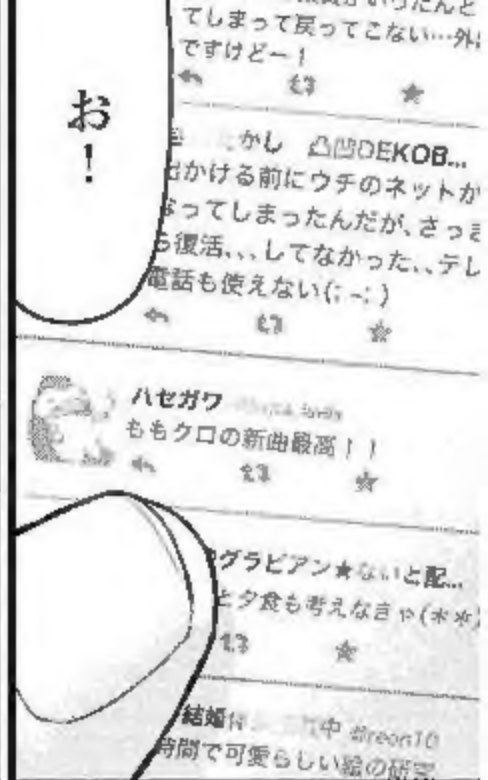 お！
てしまって戻ってこない…外
ですけどー！
かし 凸凹DEKOB...
出かける前にウチのネットが
なってしまったんだが、さっき
ら復活、、、してなかった、、テレ
電話も使えない(; -; )
ハセガワ
ももクロの新曲最高！！
グラビアン★ないと配...
と夕食も考えなきゃ(＊＊)
結婚 中 @reon10
時間で可愛らしい絵の研究